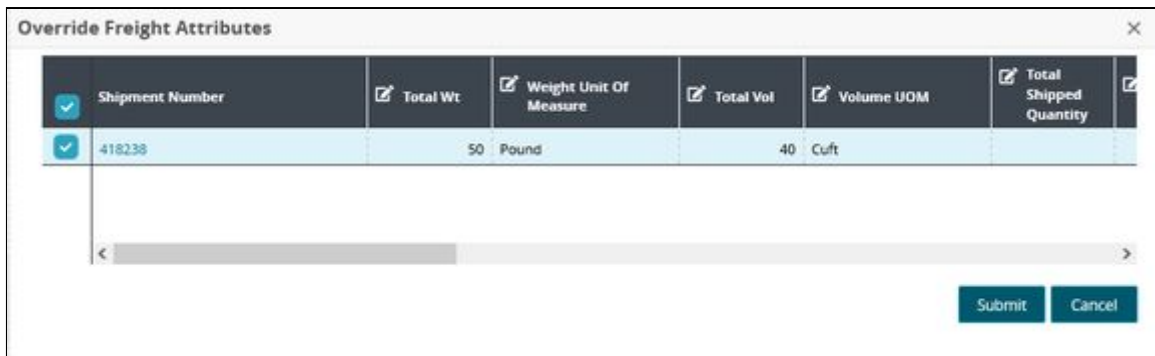 Override Freight Attributes
Shipment Number Total Wt Weight Unit Of Measure Total Vol Volume UOM Total Shipped Quantity
418238 50 Pound 40 Cuft
Submit Cancel